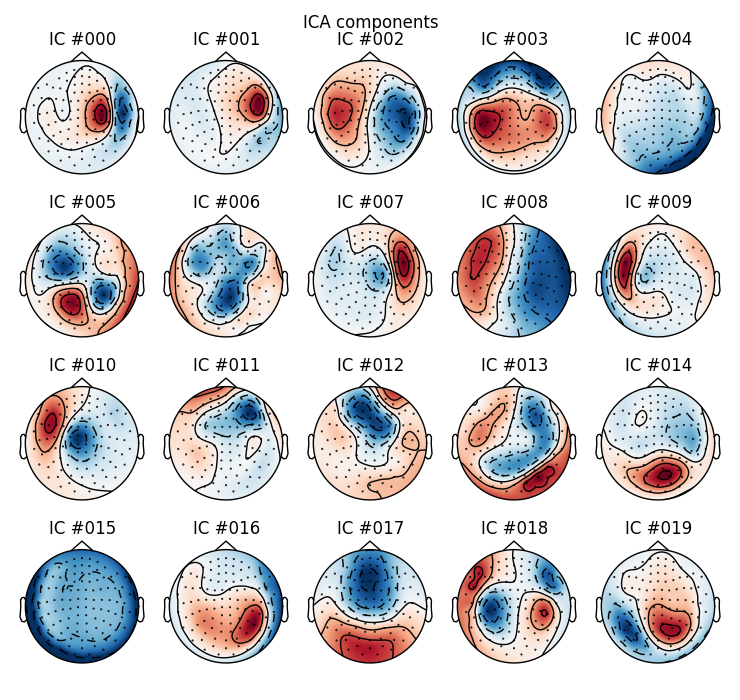 ICA components
IC #000 IC #001 IC #002 IC #003 IC #004
IC #005 IC #006 IC #007 IC #008 IC #009
IC #010 IC #011 IC #012 IC #013 IC #014
IC #015 IC #016 IC #017 IC #018 IC #019